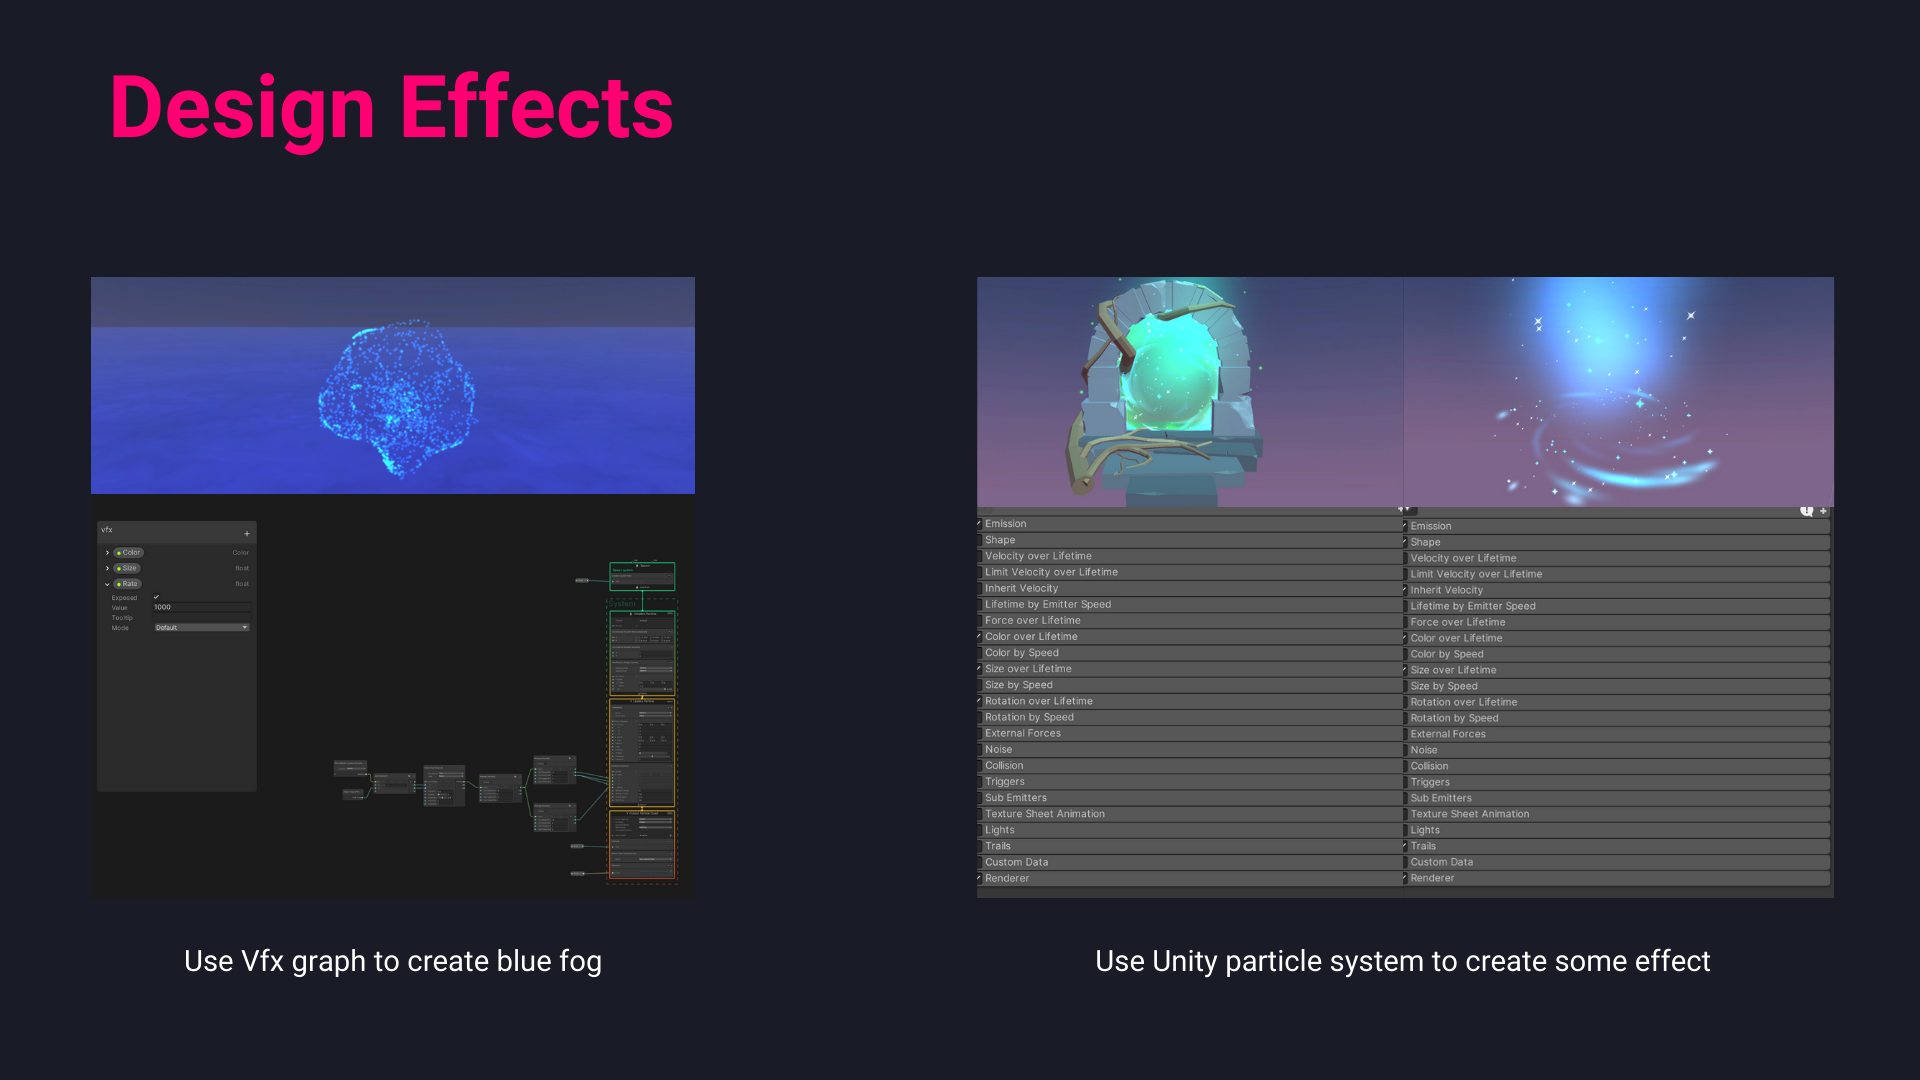 Design Effects
vfx
+
Color Color
Size float
Rate float
Exposed
Value 1000
Tooltip
Mode Default
System
Use Vfx graph to create blue fog
Emission
Shape
Velocity over Lifetime
Limit Velocity over Lifetime
Inherit Velocity
Lifetime by Emitter Speed
Force over Lifetime
Color over Lifetime
Color by Speed
Size over Lifetime
Size by Speed
Rotation over Lifetime
Rotation by Speed
External Forces
Noise
Collision
Triggers
Sub Emitters
Texture Sheet Animation
Lights
Trails
Custom Data
Renderer
Emission
Shape
Velocity over Lifetime
Limit Velocity over Lifetime
Inherit Velocity
Lifetime by Emitter Speed
Force over Lifetime
Color over Lifetime
Color by Speed
Size over Lifetime
Size by Speed
Rotation over Lifetime
Rotation by Speed
External Forces
Noise
Collision
Triggers
Sub Emitters
Texture Sheet Animation
Lights
Trails
Custom Data
Renderer
Use Unity particle system to create some effect